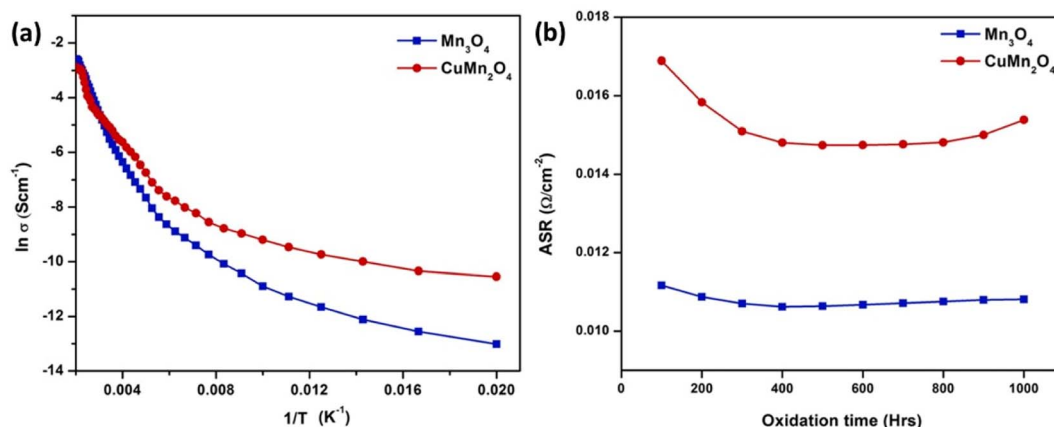 (a)
Mn₃O₄
CuMn₂O₄
-2
-4
-6
-8
-10
-12
-14
ln σ (Scm⁻¹)
0.004
0.008
0.012
0.016
0.020
1/T (K⁻¹)
(b)
Mn₃O₄
CuMn₂O₄
0.018
0.016
0.014
0.012
0.010
ASR (Ω/cm⁻²)
0
200
400
600
800
1000
Oxidation time (Hrs)